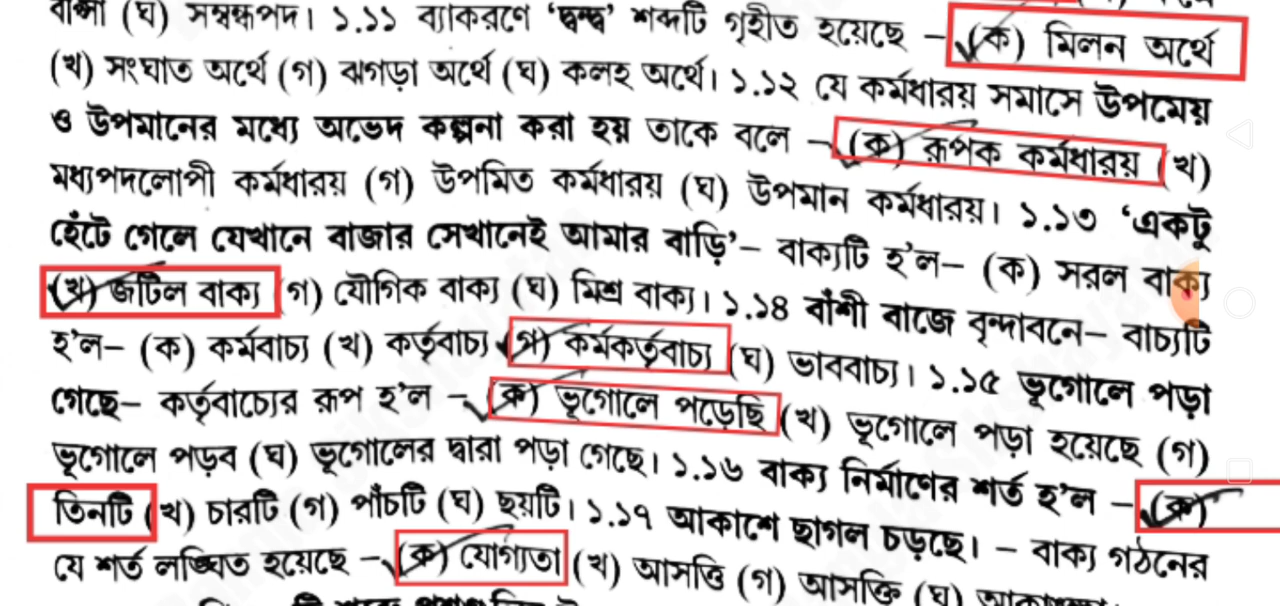 বীপ্সা (ঘ) সম্বন্ধপদ। ১.১১ ব্যাকরণে ‘দ্বন্দ্ব’ শব্দটি গৃহীত হয়েছে – (ক) মিলন অর্থে
(খ) সংঘাত অর্থে (গ) ঝগড়া অর্থে (ঘ) কলহ অর্থে। ১.১২ যে কর্মধারয় সমাসে উপমেয়
ও উপমানের মধ্যে অভেদ কল্পনা করা হয় তাকে বলে – (ক) রূপক কর্মধারয় (খ)
মধ্যপদলোপী কর্মধারয় (গ) উপমিত কর্মধারয় (ঘ) উপমান কর্মধারয়। ১.১৩ ‘একটু
হেঁটে গেলে যেখানে বাজার সেখানেই আমার বাড়ি’– বাক্যটি হ’ল– (ক) সরল বাক্য
(খ) জটিল বাক্য (গ) যৌগিক বাক্য (ঘ) মিশ্র বাক্য। ১.১৪ বাঁশী বাজে বৃন্দাবনে– বাচ্যটি
হ’ল– (ক) কর্মবাচ্য (খ) কর্তৃবাচ্য (গ) কর্মকর্তৃবাচ্য (ঘ) ভাববাচ্য। ১.১৫ ভূগোলে পড়া
গেছে– কর্তৃবাচ্যের রূপ হ’ল – (ক) ভূগোলে পড়েছি (খ) ভূগোলে পড়া হয়েছে (গ)
ভূগোলে পড়ব (ঘ) ভূগোলের দ্বারা পড়া গেছে। ১.১৬ বাক্য নির্মাণের শর্ত হ’ল – (ক)
তিনটি (খ) চারটি (গ) পাঁচটি (ঘ) ছয়টি। ১.১৭ আকাশে ছাগল চড়ছে। – বাক্য গঠনের
যে শর্ত লঙ্ঘিত হয়েছে – (ক) যোগ্যতা (খ) আসত্তি (গ) আসক্তি (ঘ)